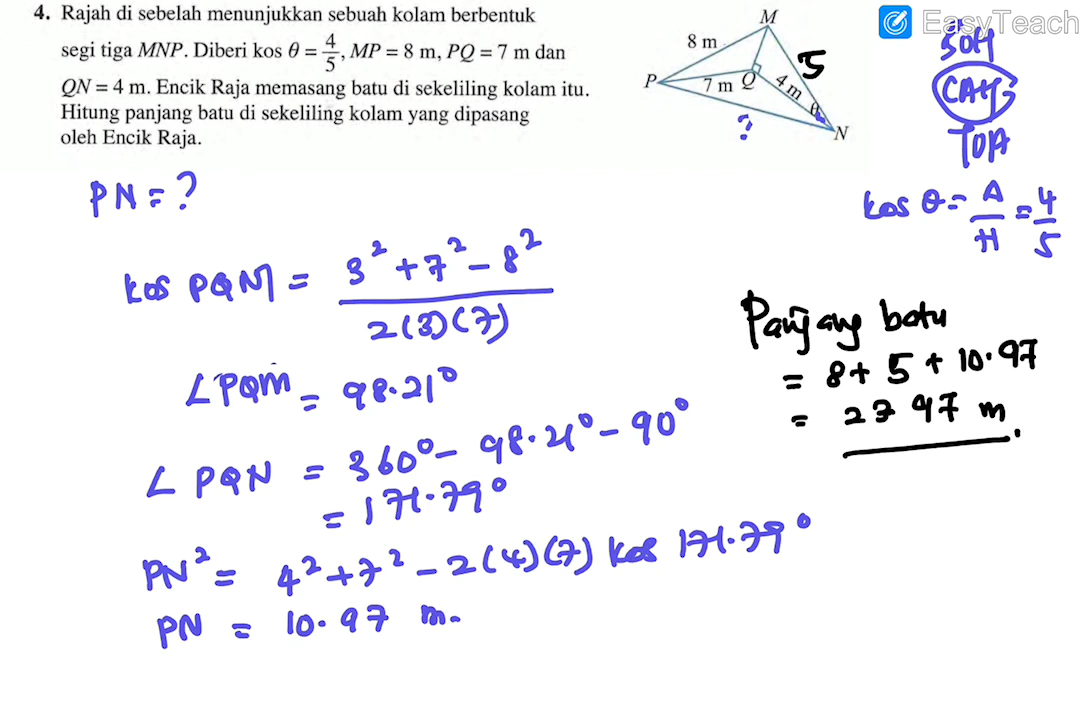 4. Rajah di sebelah menunjukkan sebuah kolam berbentuk
segi tiga MNP. Diberi kos θ = 4/5, MP = 8 m, PQ = 7 m dan
QN = 4 m. Encik Raja memasang batu di sekeliling kolam itu.
Hitung panjang batu di sekeliling kolam yang dipasang
oleh Encik Raja.
M
8 m
5
P
7 m
Q
4 m
θ
N
?
EasyTeach
SOH
CAH
TOA
kos θ = A/H = 4/5
PN = ?
kos PQM = 3² + 7² - 8² / 2(3)(7)
∠PQM = 98.21°
∠PQN = 360° - 98.21° - 90°
= 171.79°
PN² = 4² + 7² - 2(4)(7) kos 171.79°
PN = 10.97 m.
Panjang batu
= 8 + 5 + 10.97
= 23 97 m.